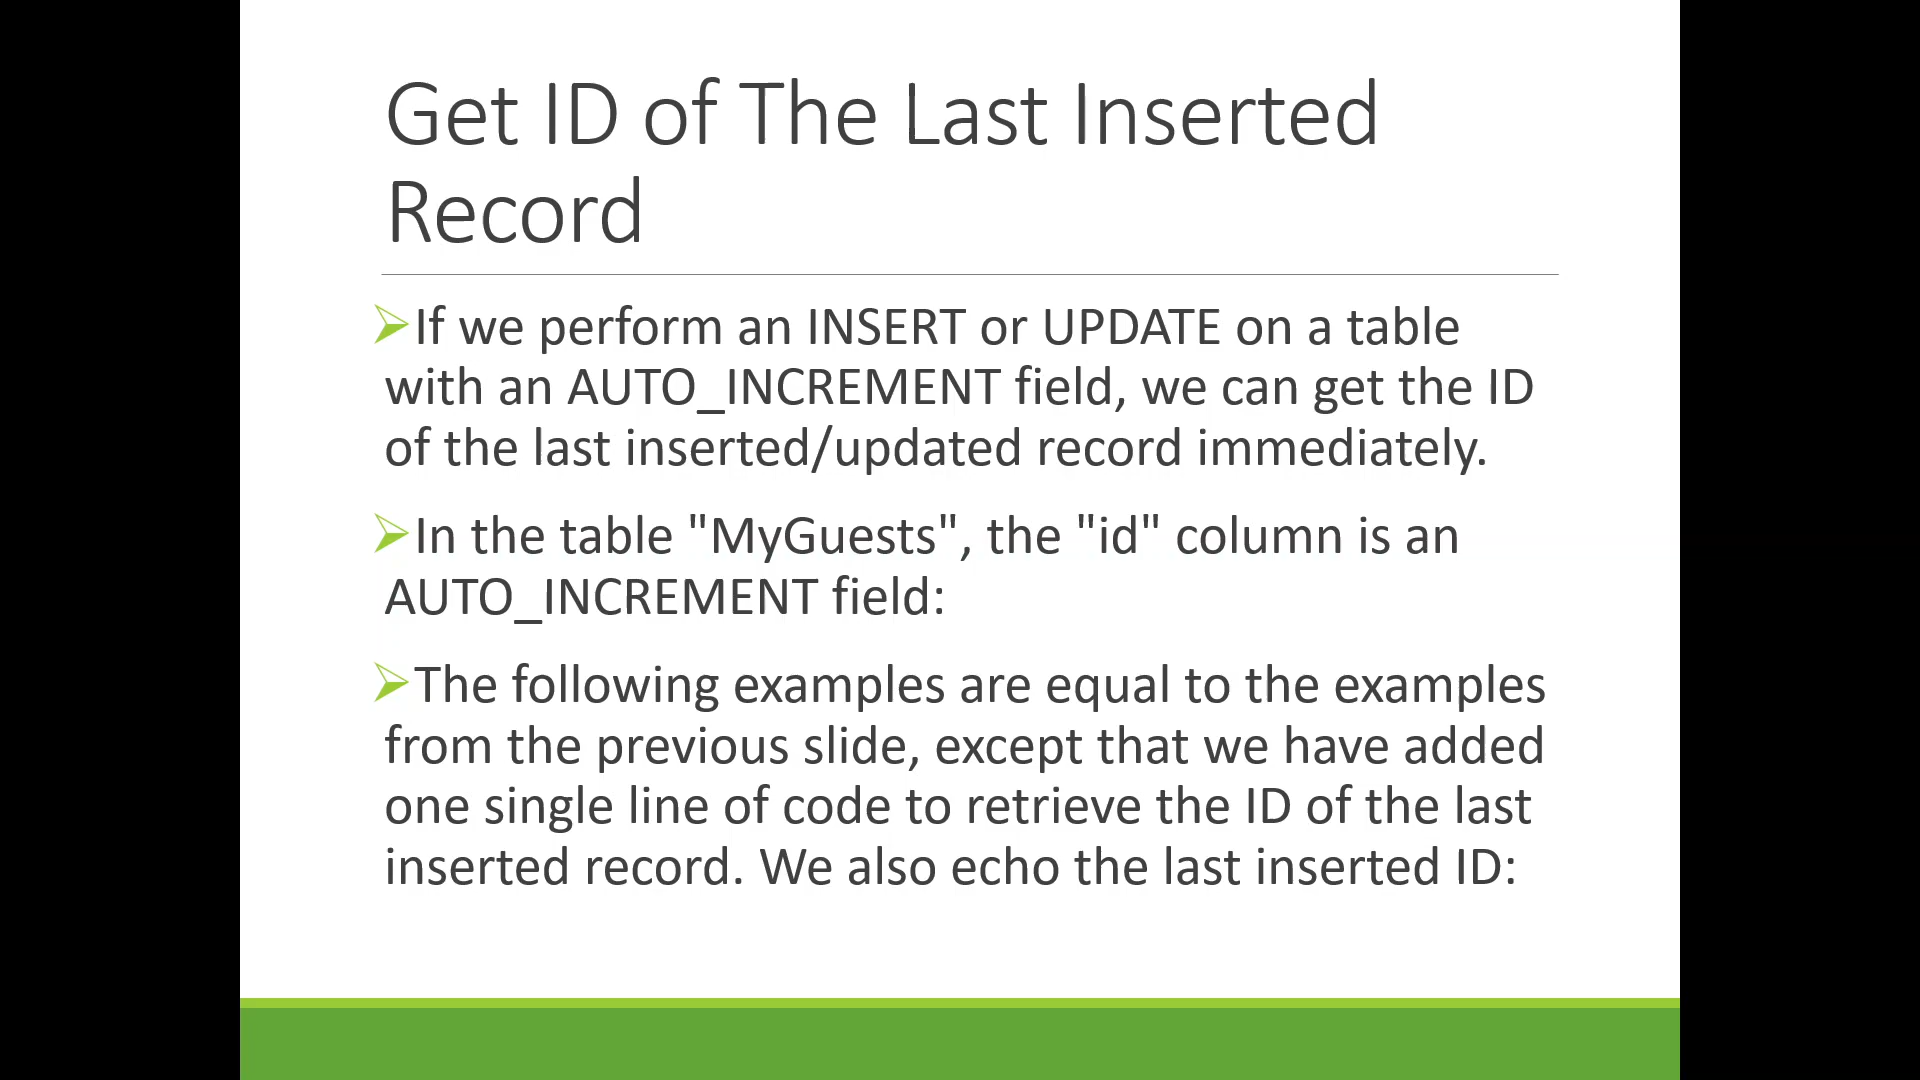 Get ID of The Last Inserted
Record
If we perform an INSERT or UPDATE on a table
with an AUTO_INCREMENT field, we can get the ID
of the last inserted/updated record immediately.
In the table "MyGuests", the "id" column is an
AUTO_INCREMENT field:
The following examples are equal to the examples
from the previous slide, except that we have added
one single line of code to retrieve the ID of the last
inserted record. We also echo the last inserted ID: